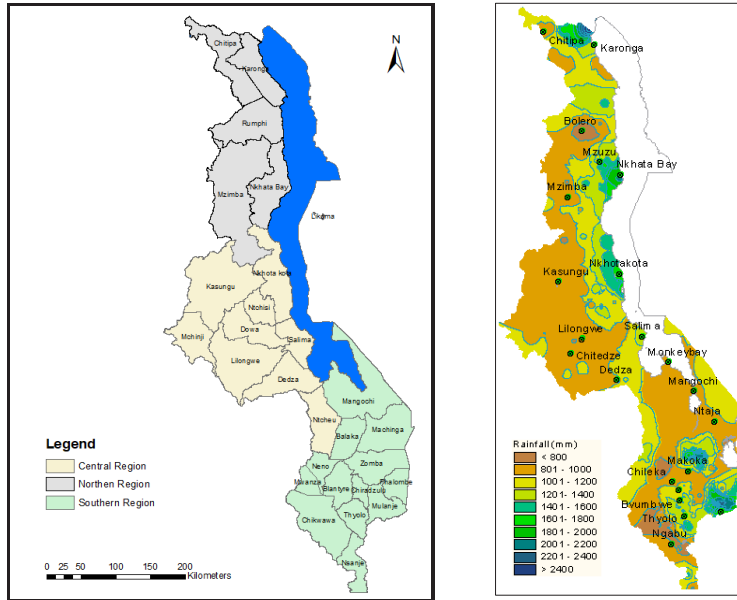 Chitipa
Karonga
N
Rumphi
Mzimba
Nkhata Bay
Likoma
Nkhota kota
Kasungu
Ntchisi
Dowa
Mchinji
Salima
Lilongwe
Dedza
Mangochi
Ntcheu
Machinga
Balaka
Neno
Zomba
Mwanza
Blantyre
Chiradzulu
Phalombe
Thyolo
Mulanje
Chikwawa
Nsanje
Legend
Central Region
Northen Region
Southern Region
0 25 50 100 150 200
Kilometers
Chitipa
Karonga
Bolero
Mzuzu
Nkhata Bay
Mzimba
Nkhotakota
Kasungu
Salima
Lilongwe
Chitedze
Monkeybay
Dedza
Mangochi
Ntaja
Makoka
Chileka
Bvumbwe
Thyolo
Ngabu
Rainfall(mm)
< 800
801 - 1000
1001 - 1200
1201 - 1400
1401 - 1600
1601 - 1800
1801 - 2000
2001 - 2200
2201 - 2400
> 2400